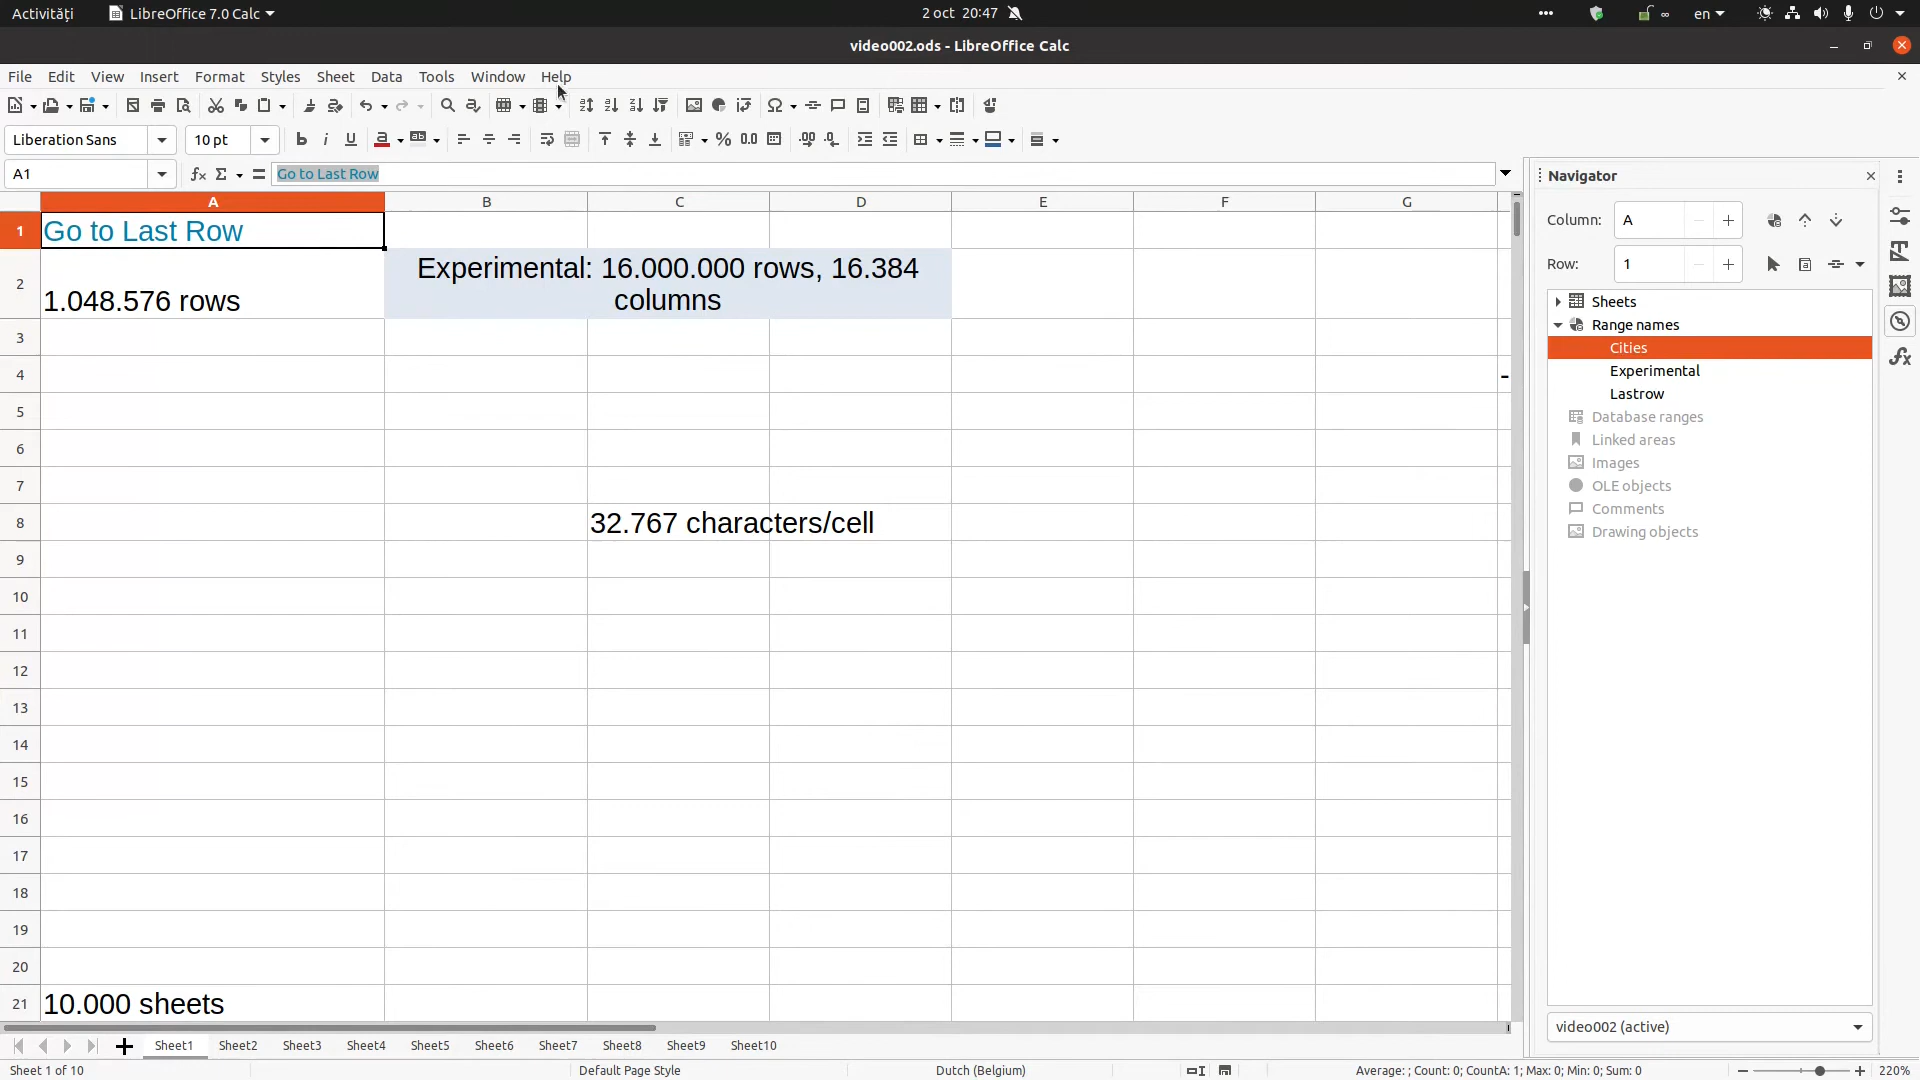 Activități LibreOffice 7.0 Calc 2 oct 20:47 ∞ en
video002.ods - LibreOffice Calc
File Edit View Insert Format Styles Sheet Data Tools Window Help
Liberation Sans 10 pt
A1 Go to Last Row
Navigator
Column: A
Row: 1
Sheets
Range names
Cities
Experimental
Lastrow
Database ranges
Linked areas
Images
OLE objects
Comments
Drawing objects
video002 (active)
A B C D E F G
1 Go to Last Row
2 1.048.576 rows
Experimental: 16.000.000 rows, 16.384
columns
3
4 -
5
6
7
8 32.767 characters/cell
9
10
11
12
13
14
15
16
17
18
19
20
21 10.000 sheets
Sheet1 Sheet2 Sheet3 Sheet4 Sheet5 Sheet6 Sheet7 Sheet8 Sheet9 Sheet10
Sheet 1 of 10 Default Page Style Dutch (Belgium) Average: ; Count: 0; CountA: 1; Max: 0; Min: 0; Sum: 0 220%